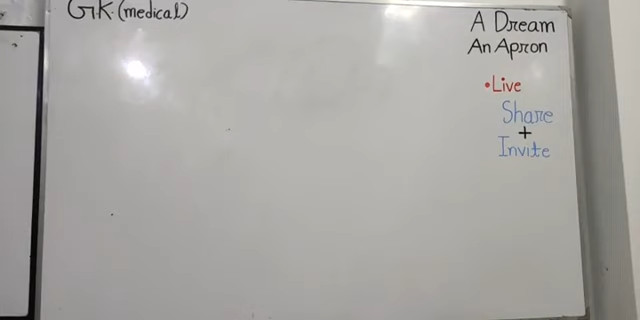 GK (medical)
A Dream
An Apron
•Live
Share
+
Invite